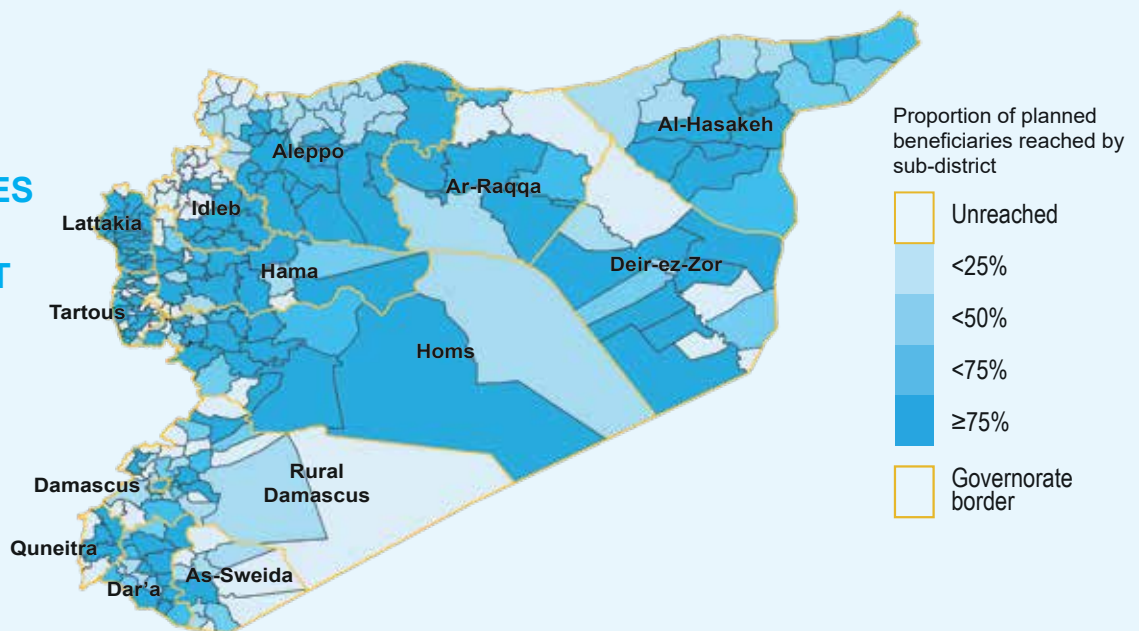 ES
T
Aleppo
Al-Hasakeh
Ar-Raqqa
Idleb
Lattakia
Hama
Deir-ez-Zor
Tartous
Homs
Rural
Damascus
Damascus
Quneitra
As-Sweida
Dar'a
Proportion of planned
beneficiaries reached by
sub-district
Unreached
<25%
<50%
<75%
≥75%
Governorate
border